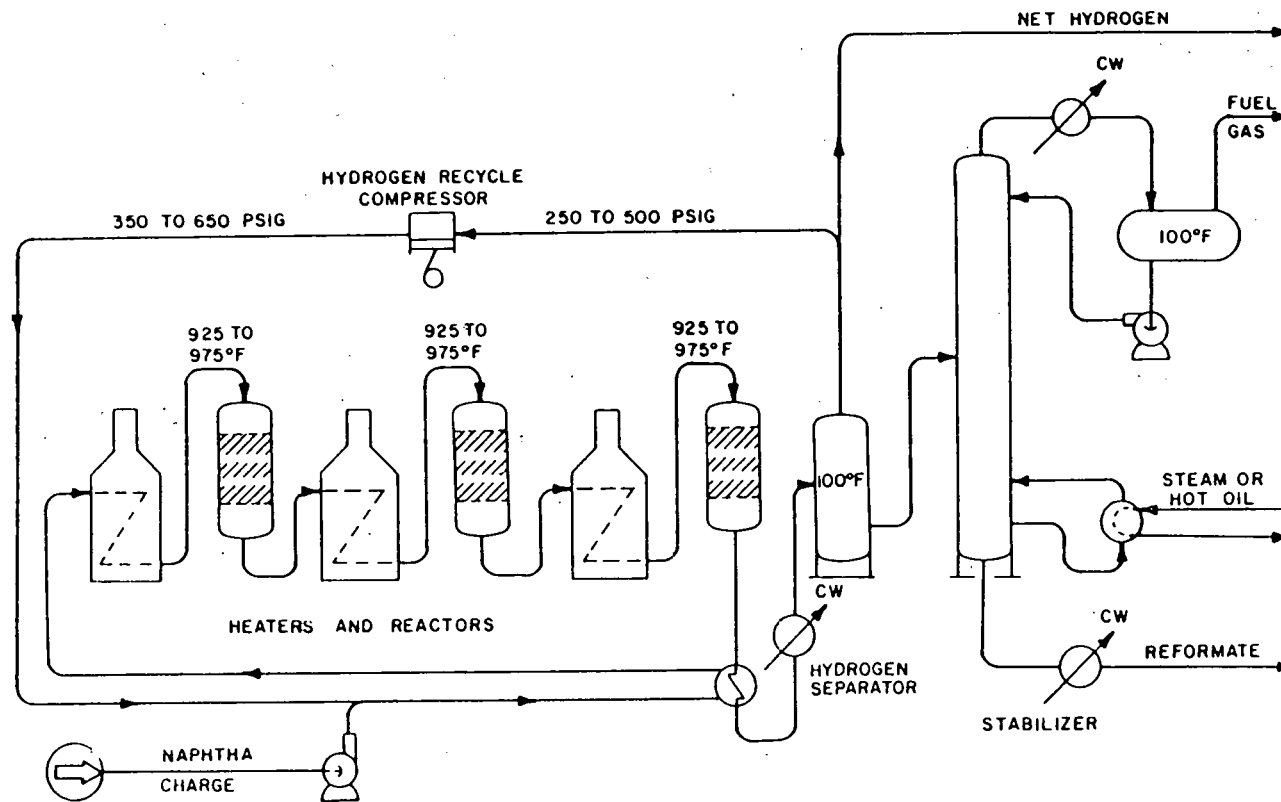 NET HYDROGEN
CW
FUEL
GAS
HYDROGEN RECYCLE
COMPRESSOR
350 TO 650 PSIG
250 TO 500 PSIG
100°F
925 TO
975°F
925 TO
975°F
925 TO
975°F
100°F
STEAM OR
HOT OIL
CW
HEATERS AND REACTORS
HYDROGEN
SEPARATOR
CW
REFORMATE
STABILIZER
NAPHTHA
CHARGE